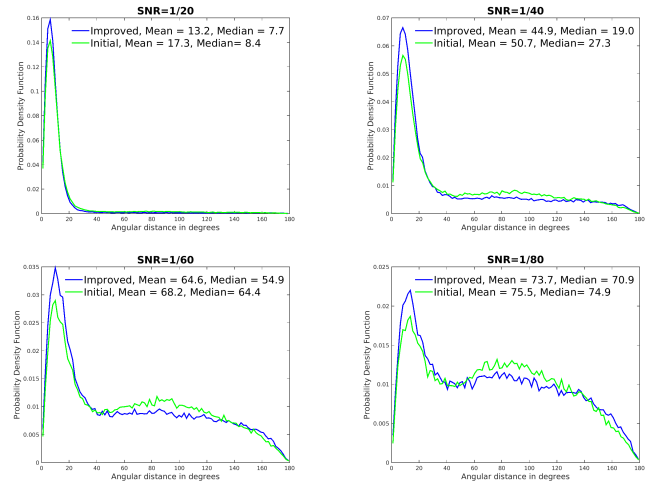 SNR=1/20
Improved, Mean = 13.2, Median = 7.7
Initial, Mean = 17.3, Median= 8.4
Probability Density Function
0.16
0.14
0.12
0.1
0.08
0.06
0.04
0.02
0
0 20 40 60 80 100 120 140 160 180
Angular distance in degrees
SNR=1/40
Improved, Mean = 44.9, Median = 19.0
Initial, Mean = 50.7, Median= 27.3
Probability Density Function
0.07
0.06
0.05
0.04
0.03
0.02
0.01
0
0 20 40 60 80 100 120 140 160 180
Angular distance in degrees
SNR=1/60
Improved, Mean = 64.6, Median = 54.9
Initial, Mean = 68.2, Median= 64.4
Probability Density Function
0.035
0.03
0.025
0.02
0.015
0.01
0.005
0
0 20 40 60 80 100 120 140 160 180
Angular distance in degrees
SNR=1/80
Improved, Mean = 73.7, Median = 70.9
Initial, Mean = 75.5, Median= 74.9
Probability Density Function
0.025
0.02
0.015
0.01
0.005
0
0 20 40 60 80 100 120 140 160 180
Angular distance in degrees